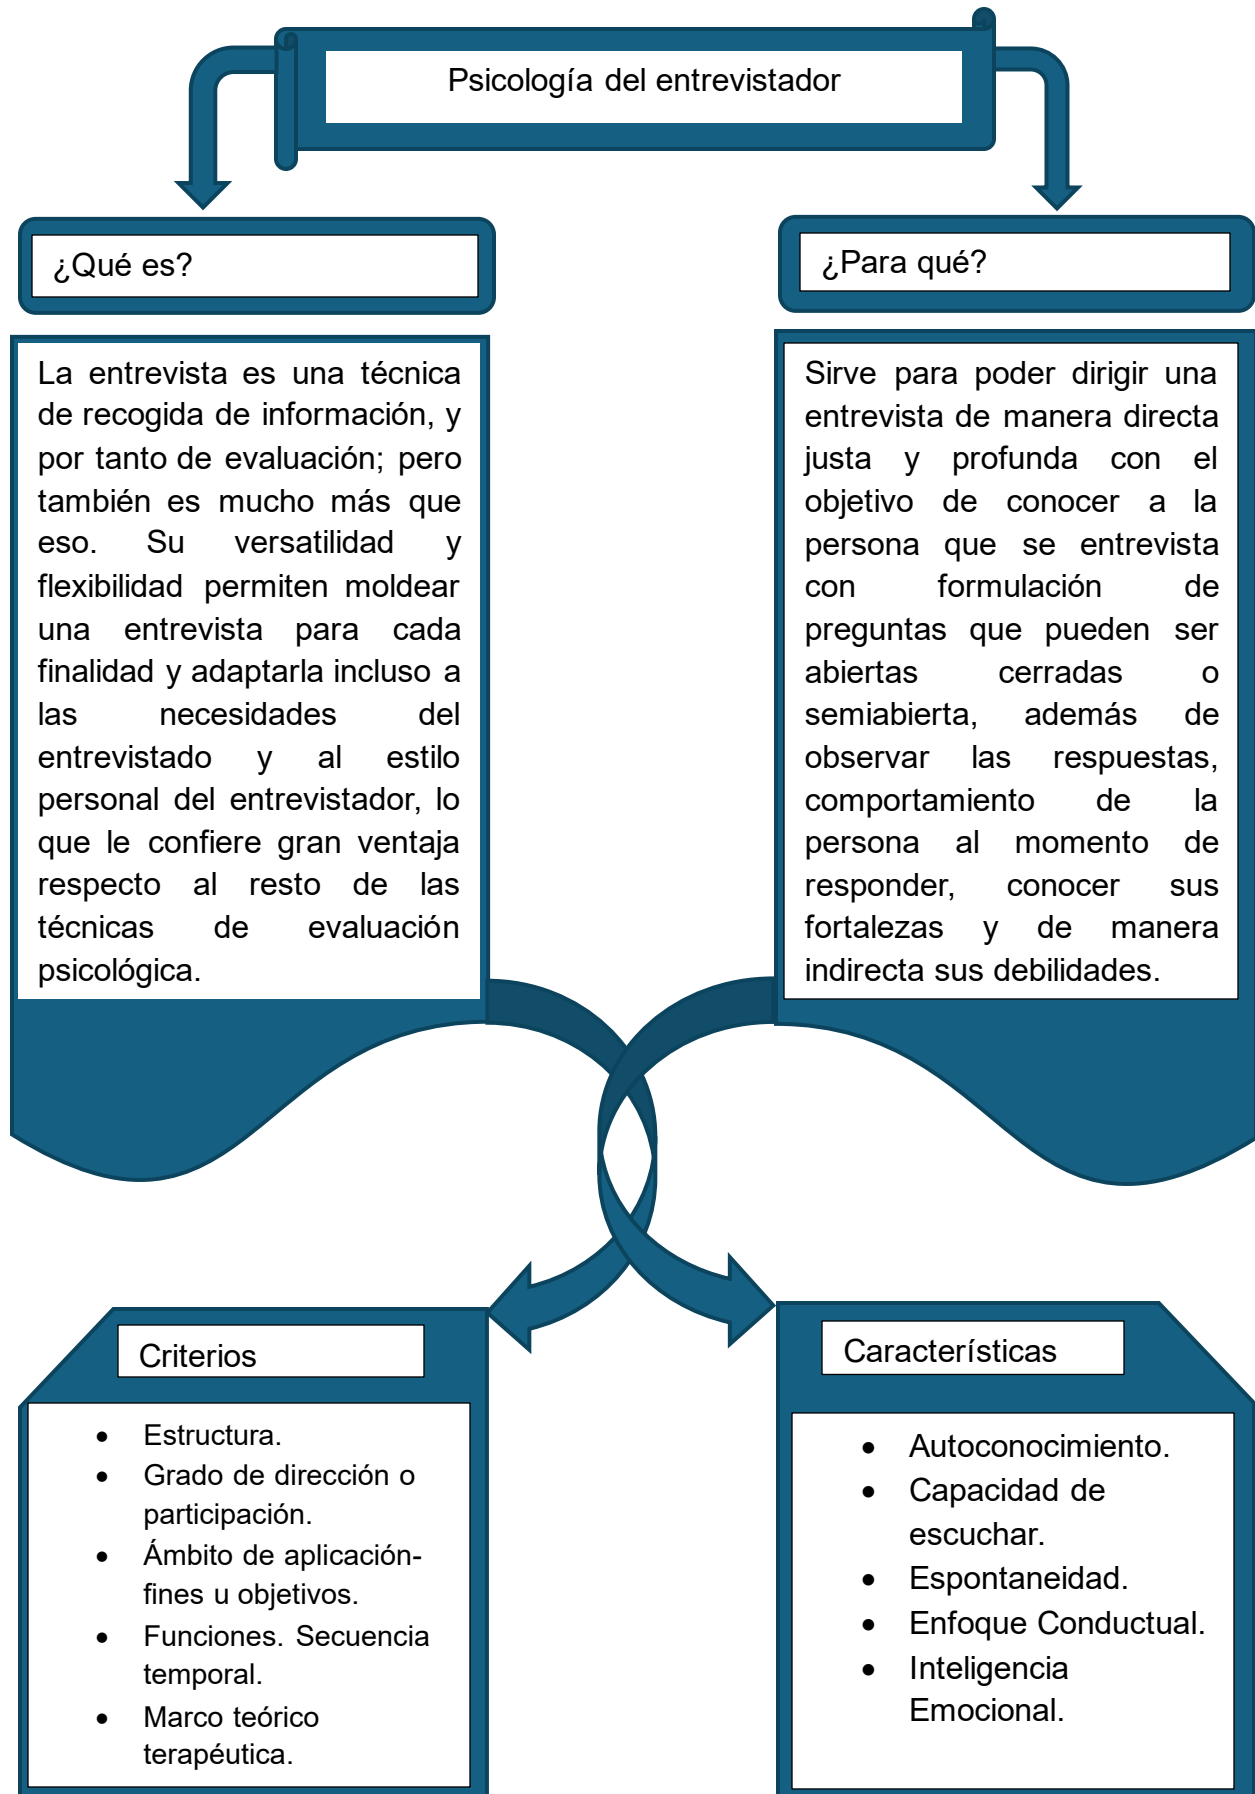 Psicología del entrevistador
¿Qué es?
La entrevista es una técnica
de recogida de información, y
por tanto de evaluación; pero
también es mucho más que
eso. Su versatilidad y
flexibilidad permiten moldear
una entrevista para cada
finalidad y adaptarla incluso a
las necesidades del
entrevistado y al estilo
personal del entrevistador, lo
que le confiere gran ventaja
respecto al resto de las
técnicas de evaluación
psicológica.
¿Para qué?
Sirve para poder dirigir una
entrevista de manera directa
justa y profunda con el
objetivo de conocer a la
persona que se entrevista
con formulación de
preguntas que pueden ser
abiertas cerradas o
semiabierta, además de
observar las respuestas,
comportamiento de la
persona al momento de
responder, conocer sus
fortalezas y de manera
indirecta sus debilidades.
Criterios
• Estructura.
• Grado de dirección o
participación.
• Ámbito de aplicación-
fines u objetivos.
• Funciones. Secuencia
temporal.
• Marco teórico
terapéutica.
Características
• Autoconocimiento.
• Capacidad de
escuchar.
• Espontaneidad.
• Enfoque Conductual.
• Inteligencia
Emocional.